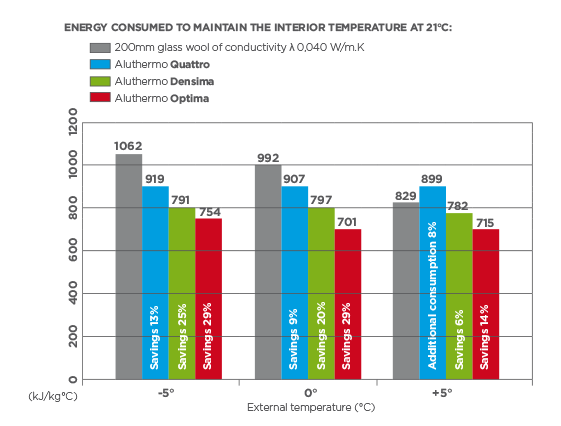 ENERGY CONSUMED TO MAINTAIN THE INTERIOR TEMPERATURE AT 21°C:
200mm glass wool of conductivity λ 0,040 W/m.K
Aluthermo Quattro
Aluthermo Densima
Aluthermo Optima
1200
1000
800
600
400
200
0
(kJ/kg°C)
1062
919
791
754
Savings 13%
Savings 25%
Savings 29%
-5°
992
907
797
701
Savings 9%
Savings 20%
Savings 29%
0°
829
899
782
715
Additional consumption 8%
Savings 6%
Savings 14%
+5°
External temperature (°C)